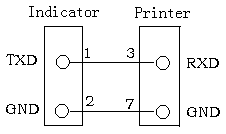 Indicator Printer
TXD 1 3 RXD
GND 2 7 GND